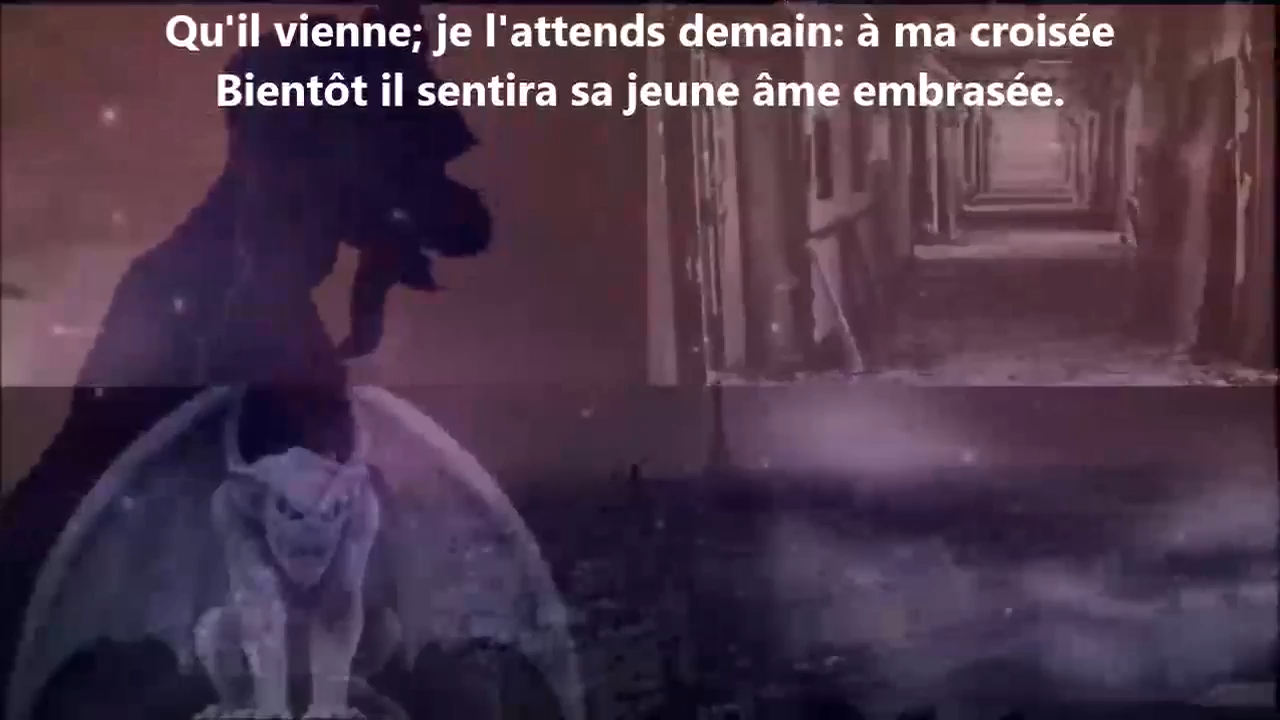 Qu'il vienne; je l'attends demain: à ma croisée
Bientôt il sentira sa jeune âme embrasée.